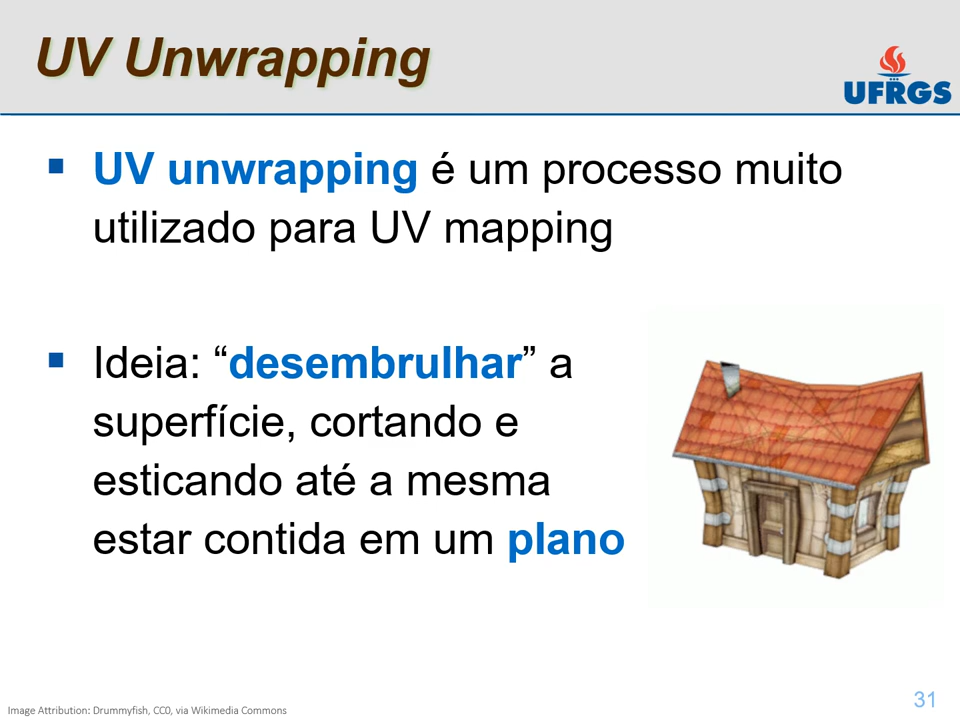 UV Unwrapping
UFRGS
UV unwrapping é um processo muito
utilizado para UV mapping
Ideia: “desembrulhar” a
superfície, cortando e
esticando até a mesma
estar contida em um plano
Image Attribution: Drummyfish, CC0, via Wikimedia Commons
31